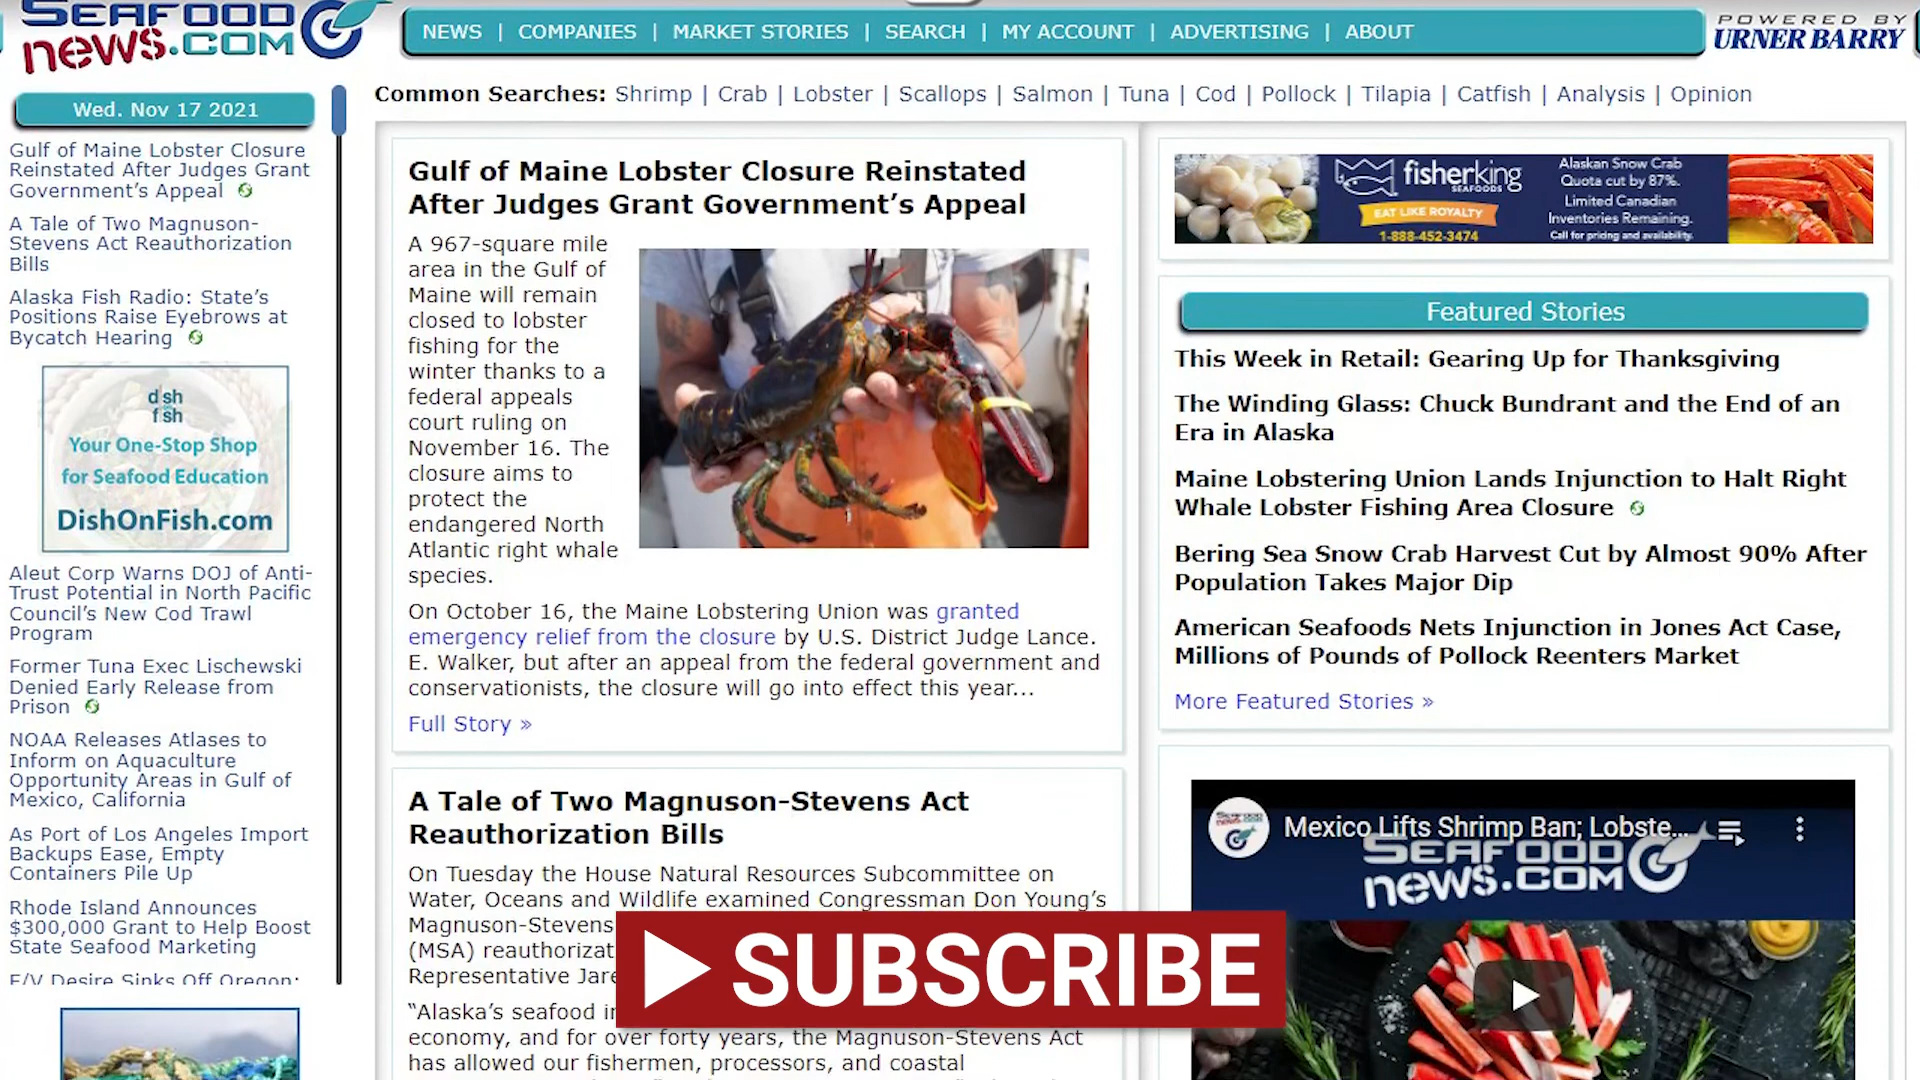 SEAFOOD
news.COM
NEWS | COMPANIES | MARKET STORIES | SEARCH | MY ACCOUNT | ADVERTISING | ABOUT
POWERED BY
URNER BARRY
Common Searches: Shrimp | Crab | Lobster | Scallops | Salmon | Tuna | Cod | Pollock | Tilapia | Catfish | Analysis | Opinion
Wed. Nov 17 2021
Gulf of Maine Lobster Closure
Reinstated After Judges Grant
Government's Appeal
A Tale of Two Magnuson-
Stevens Act Reauthorization
Bills
Alaska Fish Radio: State's
Positions Raise Eyebrows at
Bycatch Hearing
dish
fish
Your One-Stop Shop
for Seafood Education
DishOnFish.com
Aleut Corp Warns DOJ of Anti-
Trust Potential in North Pacific
Council's New Cod Trawl
Program
Former Tuna Exec Lischewski
Denied Early Release from
Prison
NOAA Releases Atlases to
Inform on Aquaculture
Opportunity Areas in Gulf of
Mexico, California
As Port of Los Angeles Import
Backups Ease, Empty
Containers Pile Up
Rhode Island Announces
$300,000 Grant to Help Boost
State Seafood Marketing
F/V Desire Sinks Off Oregon;
Gulf of Maine Lobster Closure Reinstated
After Judges Grant Government's Appeal
A 967-square mile
area in the Gulf of
Maine will remain
closed to lobster
fishing for the
winter thanks to a
federal appeals
court ruling on
November 16. The
closure aims to
protect the
endangered North
Atlantic right whale
species.
On October 16, the Maine Lobstering Union was granted
emergency relief from the closure by U.S. District Judge Lance.
E. Walker, but after an appeal from the federal government and
conservationists, the closure will go into effect this year...
Full Story »
A Tale of Two Magnuson-Stevens Act
Reauthorization Bills
On Tuesday the House Natural Resources Subcommittee on
Water, Oceans and Wildlife examined Congressman Don Young's
Magnuson-Stevens
(MSA)
Representative
"Alaska's seafood
economy, and for over forty years, the Magnuson-Stevens Act
has allowed our fishermen, processors, and coastal
SUBSCRIBE
fisherking
SEAFOODS
EAT LIKE ROYALTY
1-888-452-3474
Alaskan Snow Crab
Quota cut by 87%.
Limited Canadian
Inventories Remaining.
Call for pricing and availability.
Featured Stories
This Week in Retail: Gearing Up for Thanksgiving
The Winding Glass: Chuck Bundrant and the End of an
Era in Alaska
Maine Lobstering Union Lands Injunction to Halt Right
Whale Lobster Fishing Area Closure
Bering Sea Snow Crab Harvest Cut by Almost 90% After
Population Takes Major Dip
American Seafoods Nets Injunction in Jones Act Case,
Millions of Pounds of Pollock Reenters Market
More Featured Stories »
Mexico Lifts Shrimp Ban; Lobste...
SEAFOOD
news.COM